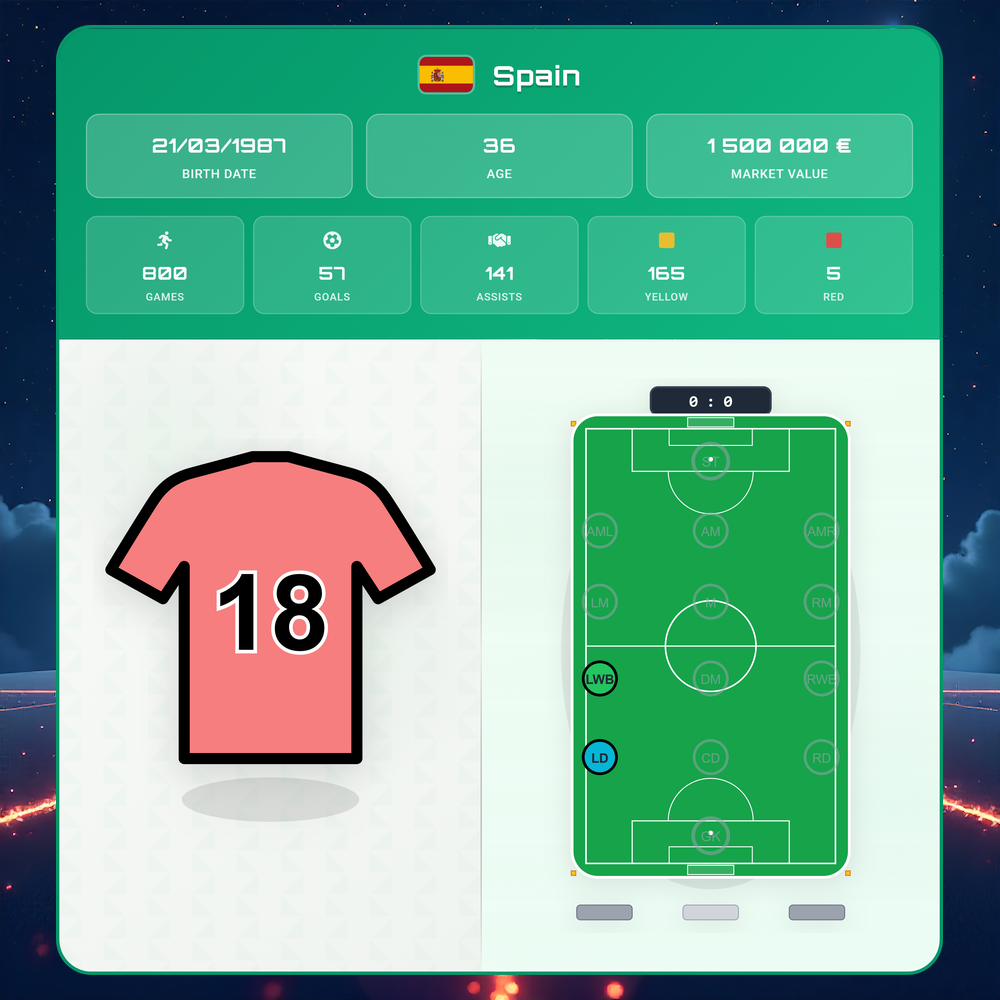 Spain
21/03/1987
BIRTH DATE
36
AGE
1 500 000 €
MARKET VALUE
800
GAMES
57
GOALS
141
ASSISTS
165
YELLOW
5
RED
18
0 : 0
ST
AML
AM
AMR
LM
M
RM
LWB
DM
RWB
LD
CD
RD
GK